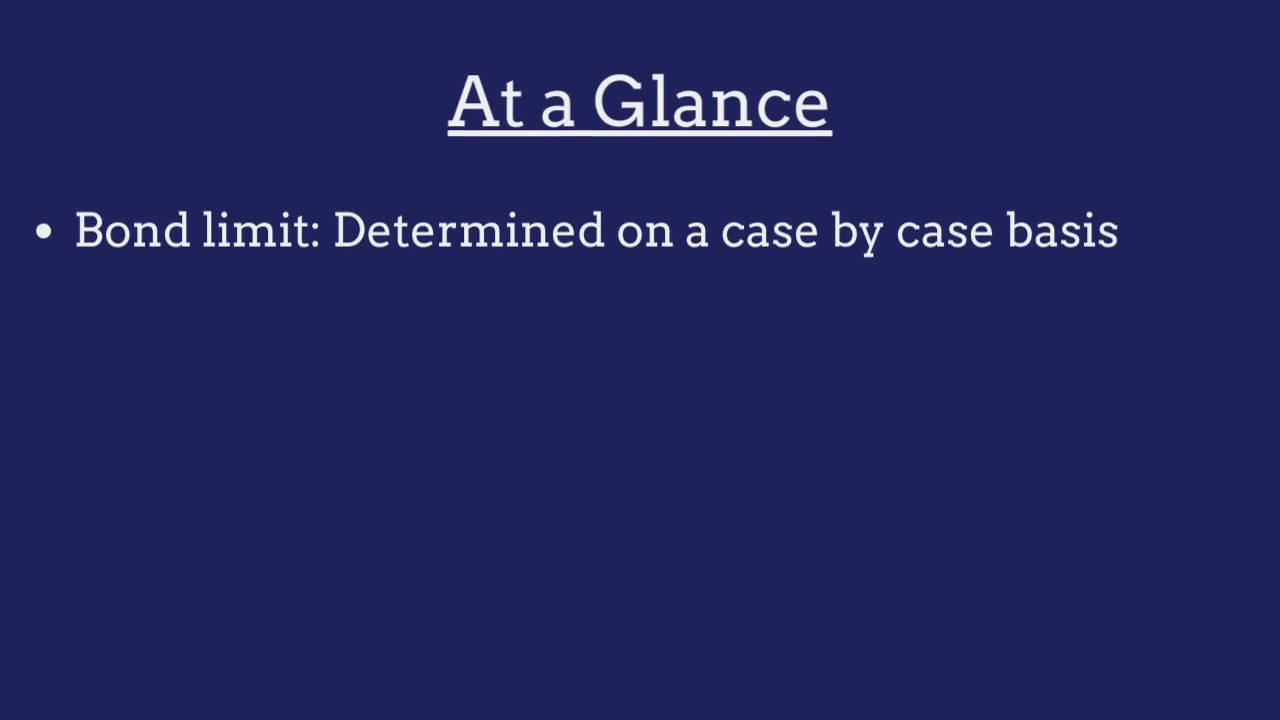 At a Glance
• Bond limit: Determined on a case by case basis